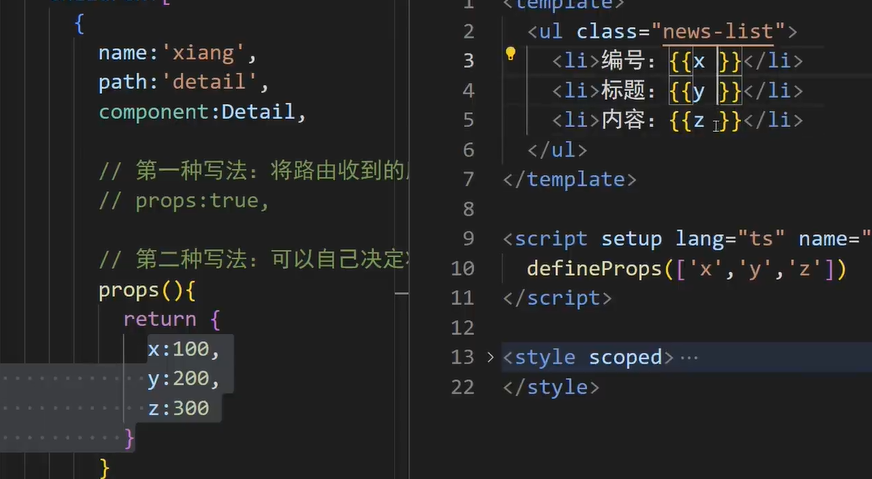 {
name:'xiang',
path:'detail',
component:Detail,
// 第一种写法：将路由收到的
// props:true,
// 第二种写法：可以自己决定
props(){
return {
x:100,
y:200,
z:300
}
}
1 <template>
2 <ul class="news-list">
3 <li>编号：{{x }}</li>
4 <li>标题：{{y }}</li>
5 <li>内容：{{z }}</li>
6 </ul>
7 </template>
8
9 <script setup lang="ts" name="
10 defineProps(['x','y','z'])
11 </script>
12
13 <style scoped>…
22 </style>